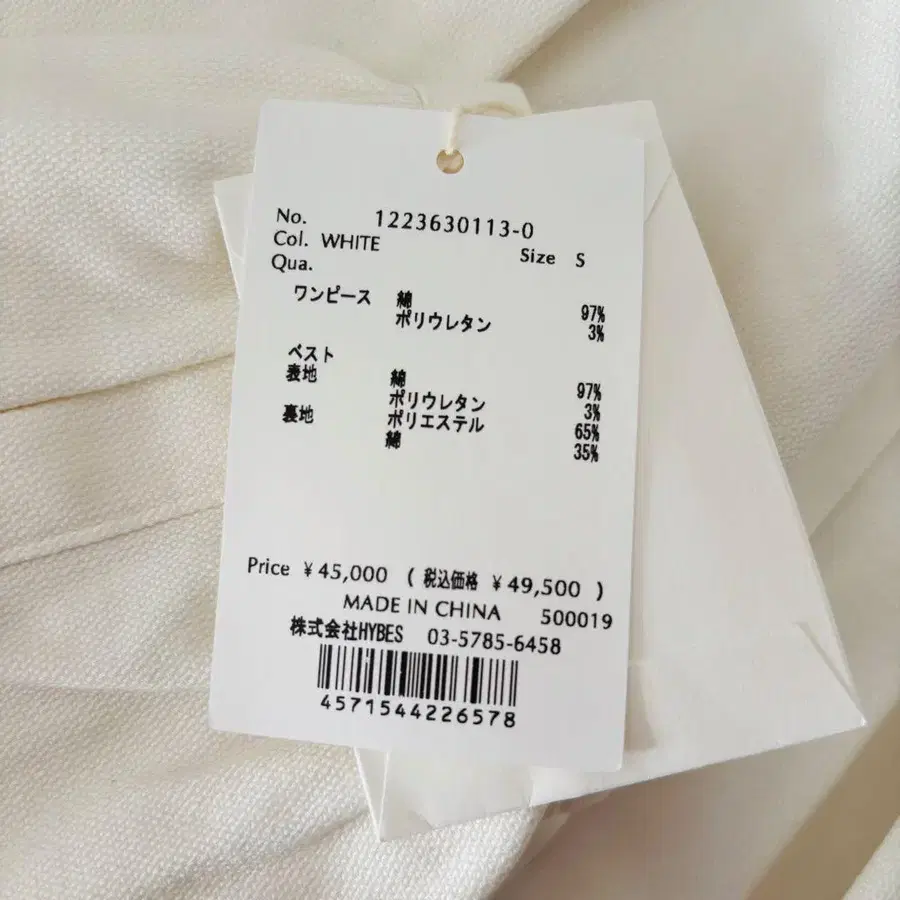 No. 1223630113-0
Col. WHITE Size S
Qua.
ワンピース 綿 97%
ポリウレタン 3%
ベスト
表地 綿 97%
ポリウレタン 3%
裏地 ポリエステル 65%
綿 35%
Price ¥45,000 ( 税込価格 ¥49,500 )
MADE IN CHINA 500019
株式会社HYBES 03-5785-6458
4571544226578